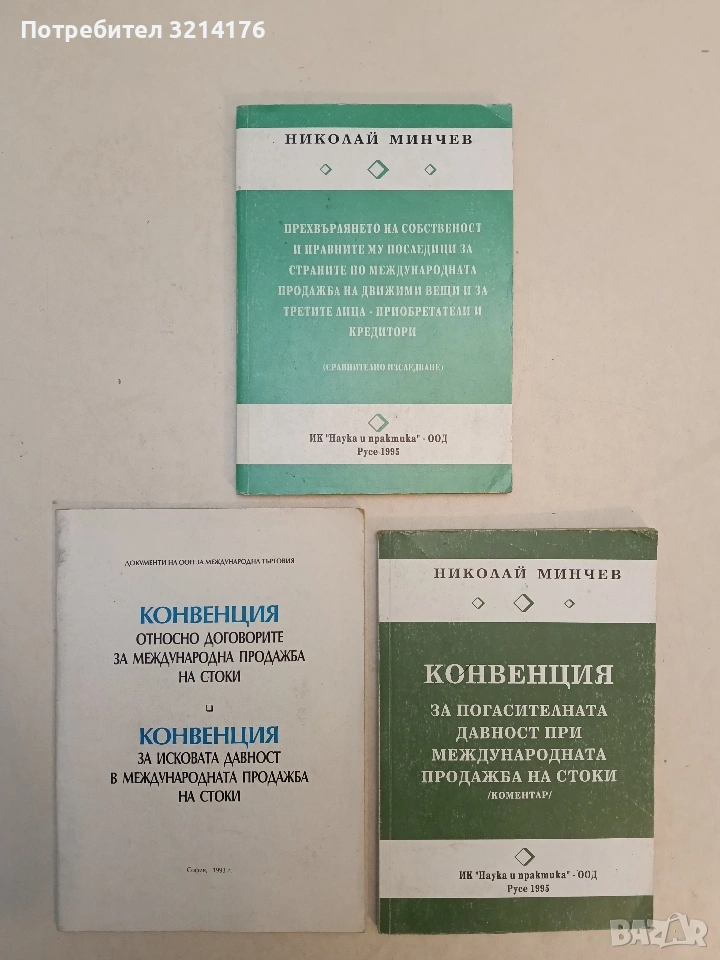 Потребител 3214176
НИКОЛАЙ МИНЧЕВ
ПРЕХВЪРЛЯНЕТО НА СОБСТВЕНОСТ
И ПРАВНИТЕ МУ ПОСЛЕДИЦИ ЗА
СТРАНИТЕ ПО МЕЖДУНАРОДНАТА
ПРОДАЖБА НА ДВИЖИМИ ВЕЩИ И ЗА
ТРЕТИТЕ ЛИЦА - ПРИОБРЕТАТЕЛИ И
КРЕДИТОРИ
(СРАВНИТЕЛНО ИЗСЛЕДВАНЕ)
ИК "Наука и практика" - ООД
Русе 1995
ДОКУМЕНТИ НА ООН ЗА МЕЖДУНАРОДНА ТЪРГОВИЯ
КОНВЕНЦИЯ
ОТНОСНО ДОГОВОРИТЕ
ЗА МЕЖДУНАРОДНА ПРОДАЖБА
НА СТОКИ
и
КОНВЕНЦИЯ
ЗА ИСКОВАТА ДАВНОСТ
В МЕЖДУНАРОДНАТА ПРОДАЖБА
НА СТОКИ
София, 1993 г.
НИКОЛАЙ МИНЧЕВ
КОНВЕНЦИЯ
ЗА ПОГАСИТЕЛНАТА
ДАВНОСТ ПРИ
МЕЖДУНАРОДНАТА
ПРОДАЖБА НА СТОКИ
/КОМЕНТАР/
ИК "Наука и практика" - ООД
Русе 1995
BAZAR